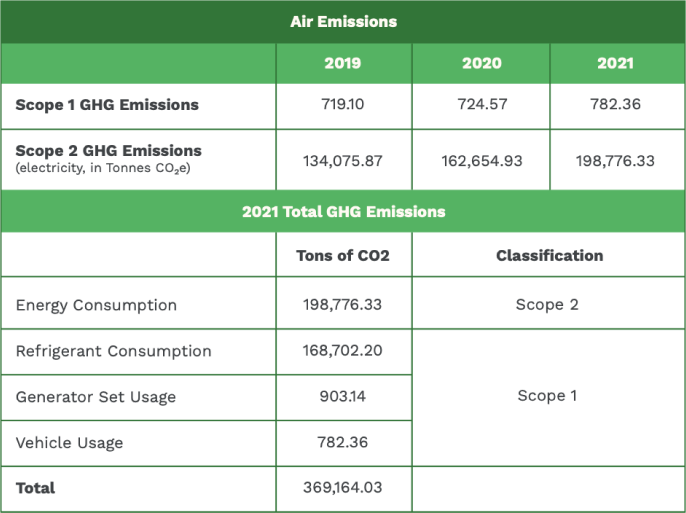 Air Emissions
2019 2020 2021
Scope 1 GHG Emissions 719.10 724.57 782.36
Scope 2 GHG Emissions
(electricity, in Tonnes CO₂e) 134,075.87 162,654.93 198,776.33
2021 Total GHG Emissions
Tons of CO2 Classification
Energy Consumption 198,776.33 Scope 2
Refrigerant Consumption 168,702.20
Generator Set Usage 903.14 Scope 1
Vehicle Usage 782.36
Total 369,164.03